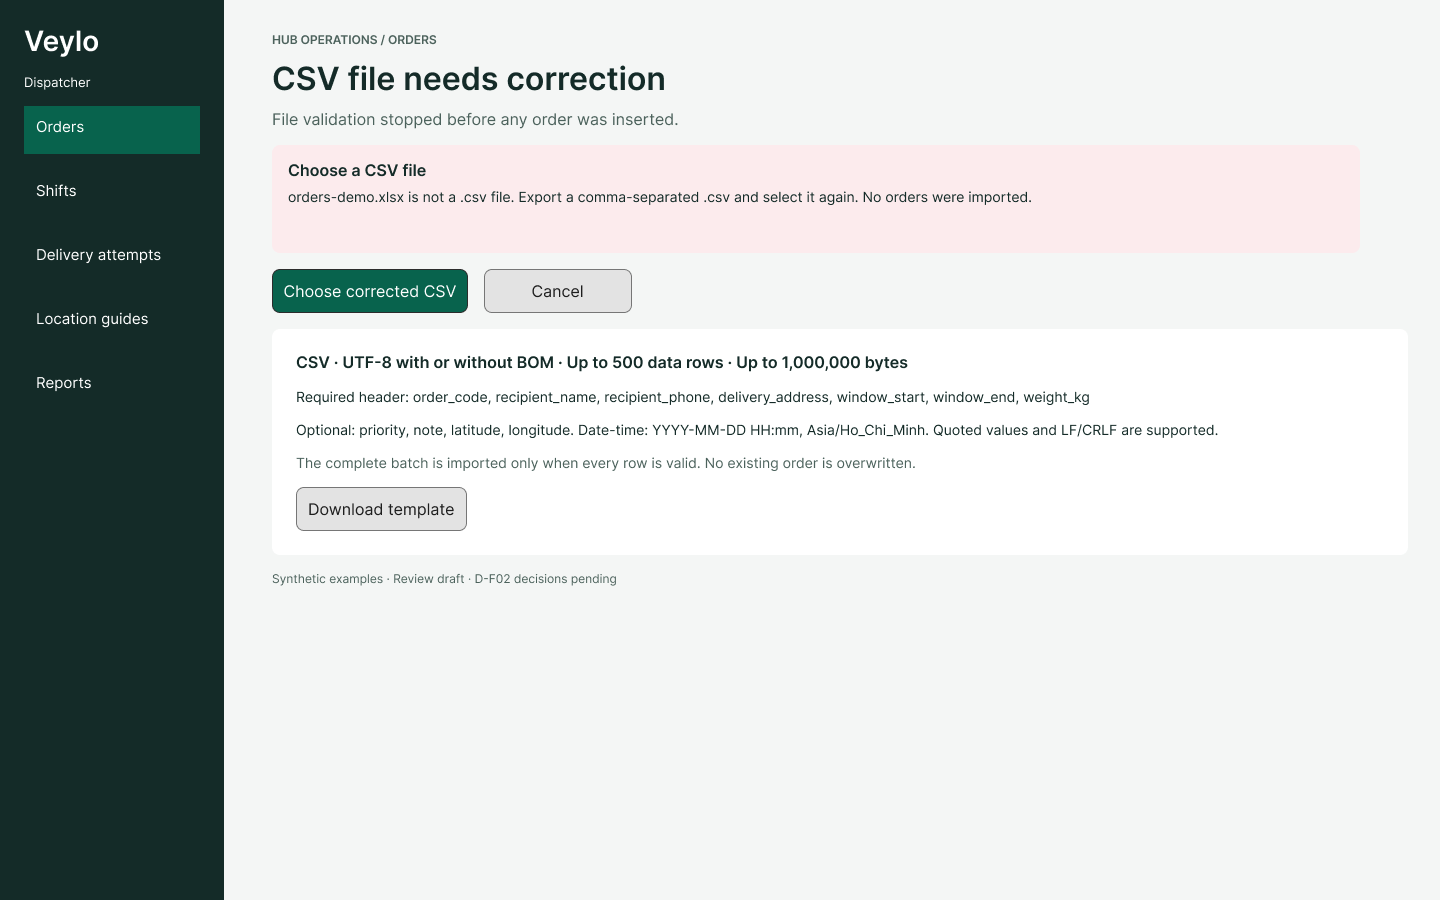 Veylo
Dispatcher
Orders
Shifts
Delivery attempts
Location guides
Reports
HUB OPERATIONS / ORDERS
CSV file needs correction
File validation stopped before any order was inserted.
Choose a CSV file
orders-demo.xlsx is not a .csv file. Export a comma-separated .csv and select it again. No orders were imported.
Choose corrected CSV
Cancel
CSV · UTF-8 with or without BOM · Up to 500 data rows · Up to 1,000,000 bytes
Required header: order_code, recipient_name, recipient_phone, delivery_address, window_start, window_end, weight_kg
Optional: priority, note, latitude, longitude. Date-time: YYYY-MM-DD HH:mm, Asia/Ho_Chi_Minh. Quoted values and LF/CRLF are supported.
The complete batch is imported only when every row is valid. No existing order is overwritten.
Download template
Synthetic examples · Review draft · D-F02 decisions pending